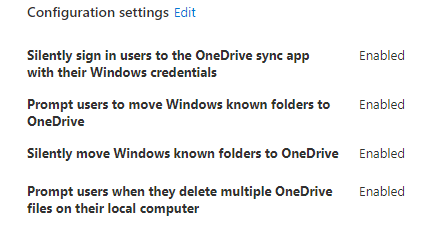 Configuration settings Edit
Silently sign in users to the OneDrive sync app Enabled
with their Windows credentials
Prompt users to move Windows known folders to Enabled
OneDrive
Silently move Windows known folders to OneDrive Enabled
Prompt users when they delete multiple OneDrive Enabled
files on their local computer